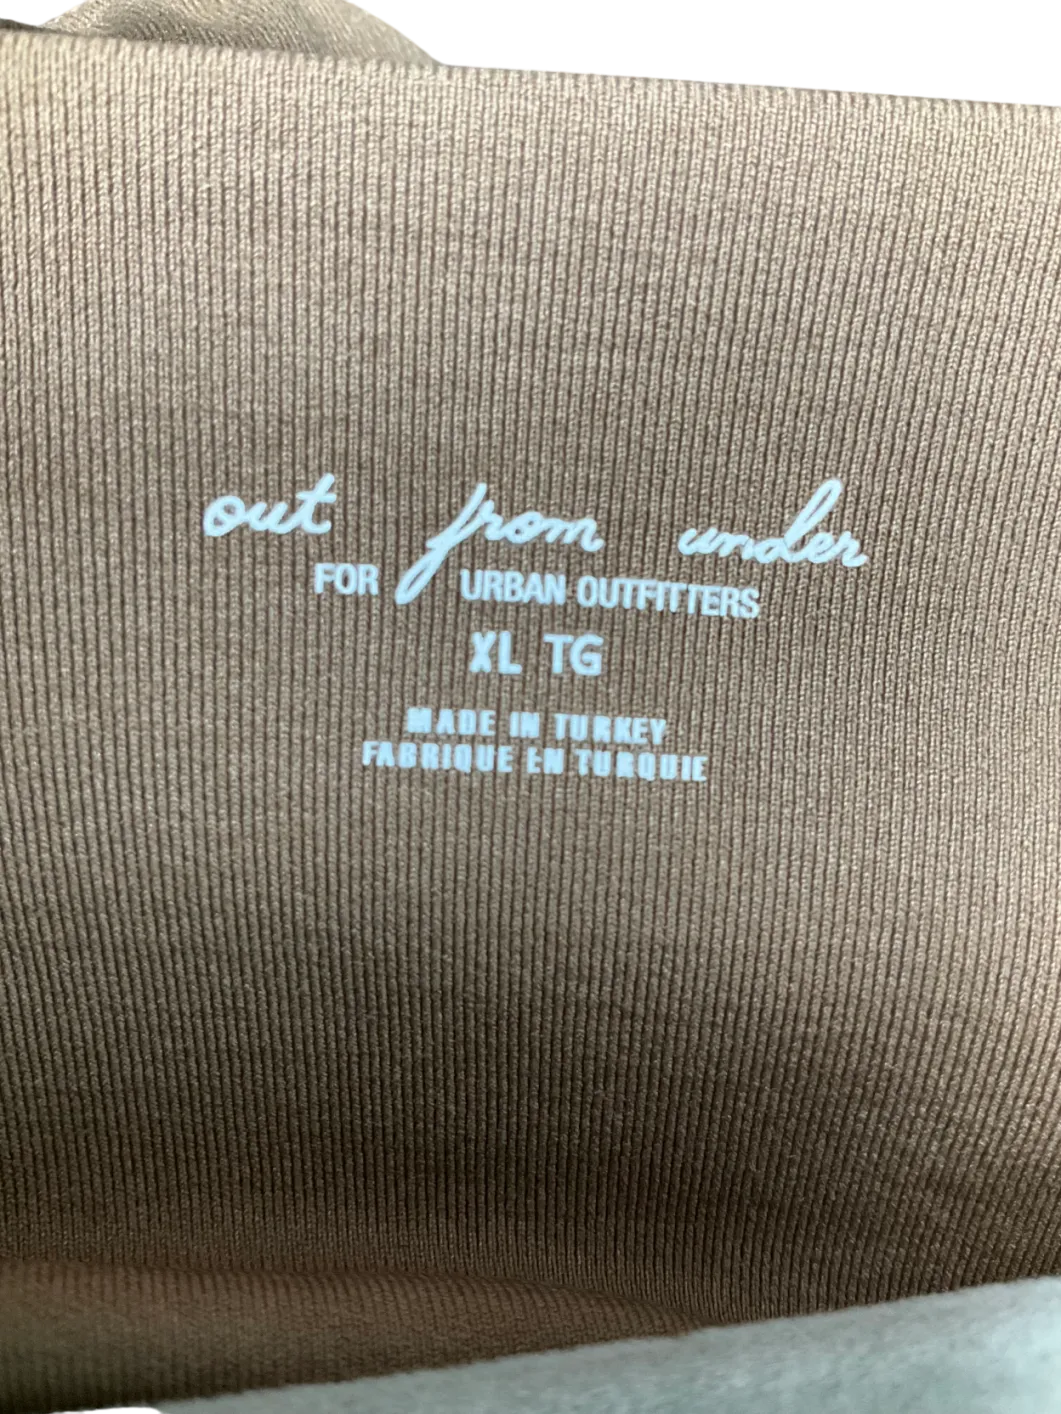 out from under
FOR URBAN OUTFITTERS
XL TG
MADE IN TURKEY
FABRIQUE EN TURQUIE